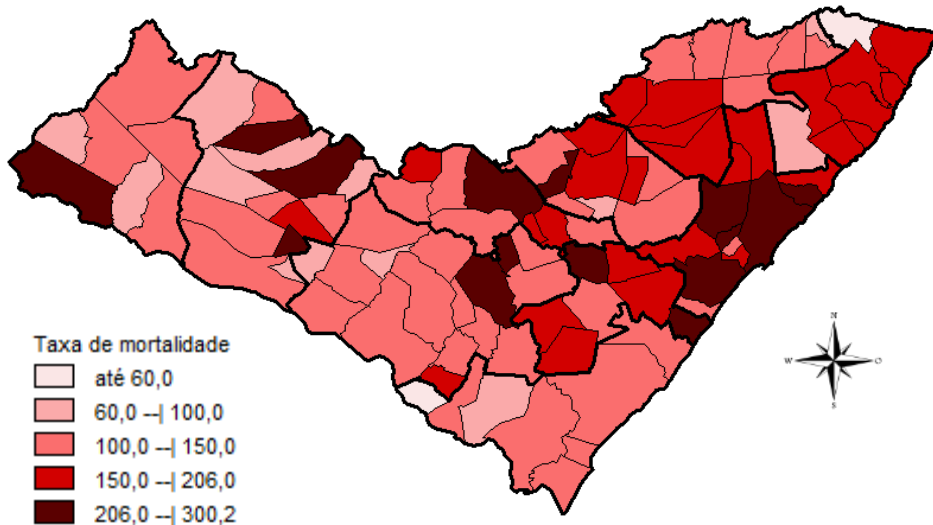 Taxa de mortalidade
até 60,0
60,0 --| 100,0
100,0 --| 150,0
150,0 --| 206,0
206,0 --| 300,2
N
W O
S